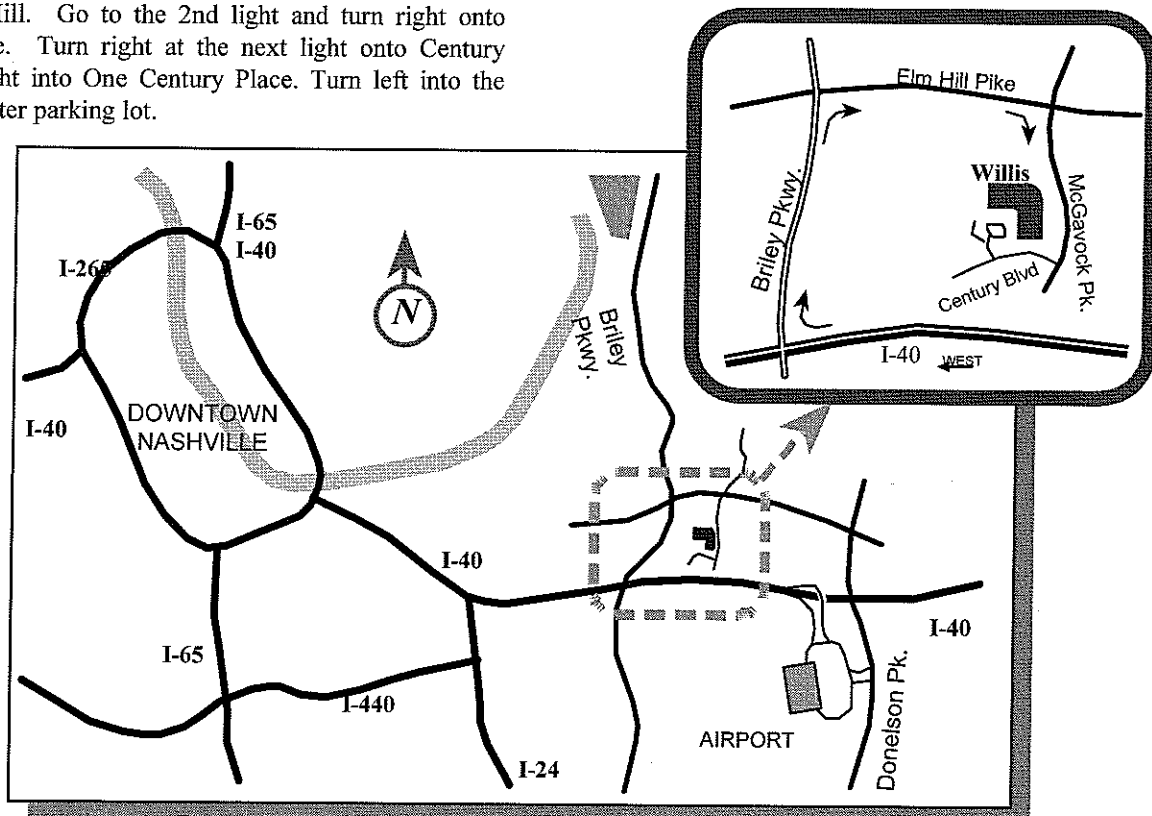 Hill. Go to the 2nd light and turn right onto
e. Turn right at the next light onto Century
ght into One Century Place. Turn left into the
ter parking lot.
Elm Hill Pike
Willis
Briley Pkwy.
McGavock Pk.
Century Blvd
I-40
WEST
I-65
I-40
I-265
N
Briley
Pkwy.
DOWNTOWN
NASHVILLE
I-40
I-40
I-40
I-65
I-440
I-24
AIRPORT
Donelson Pk.